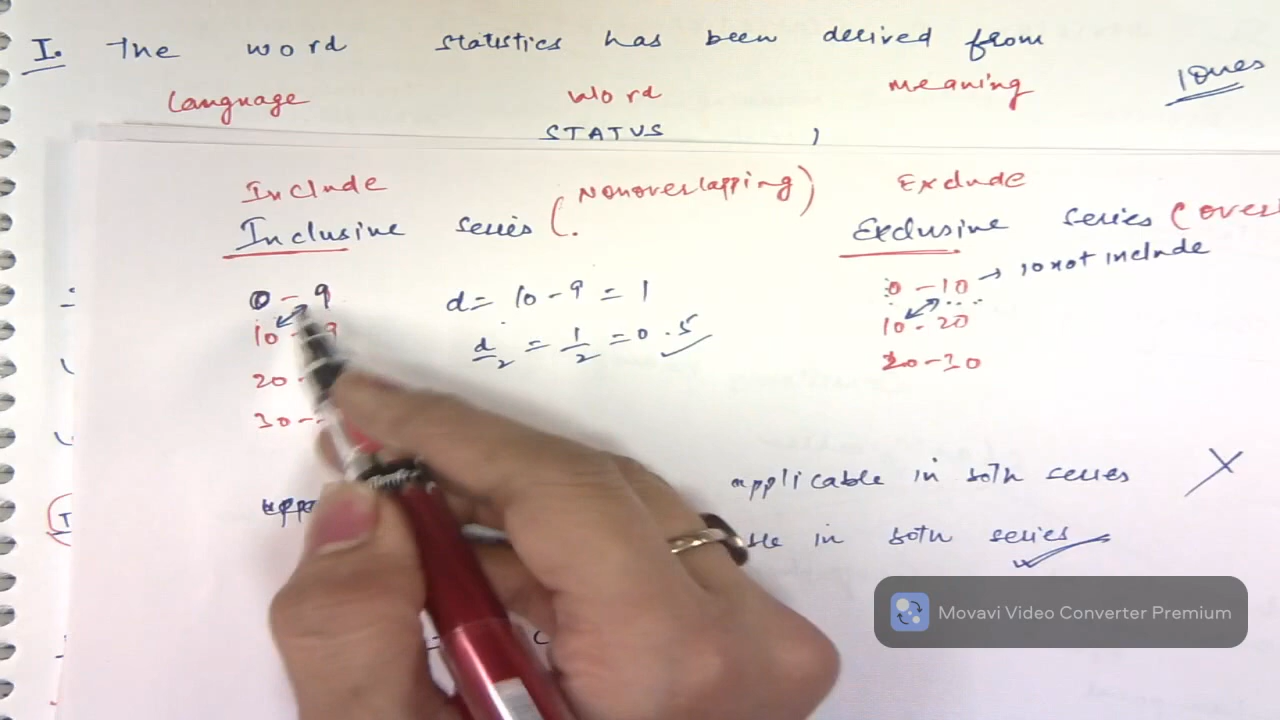 I. The word statistics has been derived from
Language Word Meaning 10 Mes
STATUS ,
Include (Nonoverlapping) Exclude
Inclusive series Exclusive series (over
0 - 9 d = 10 - 9 = 1 0 - 10 → 10 not include
10 - 9 d/2 = 1/2 = 0.5 10 - 20
20 - 20 - 30
30 -
applicable in both series X
in both series
Movavi Video Converter Premium